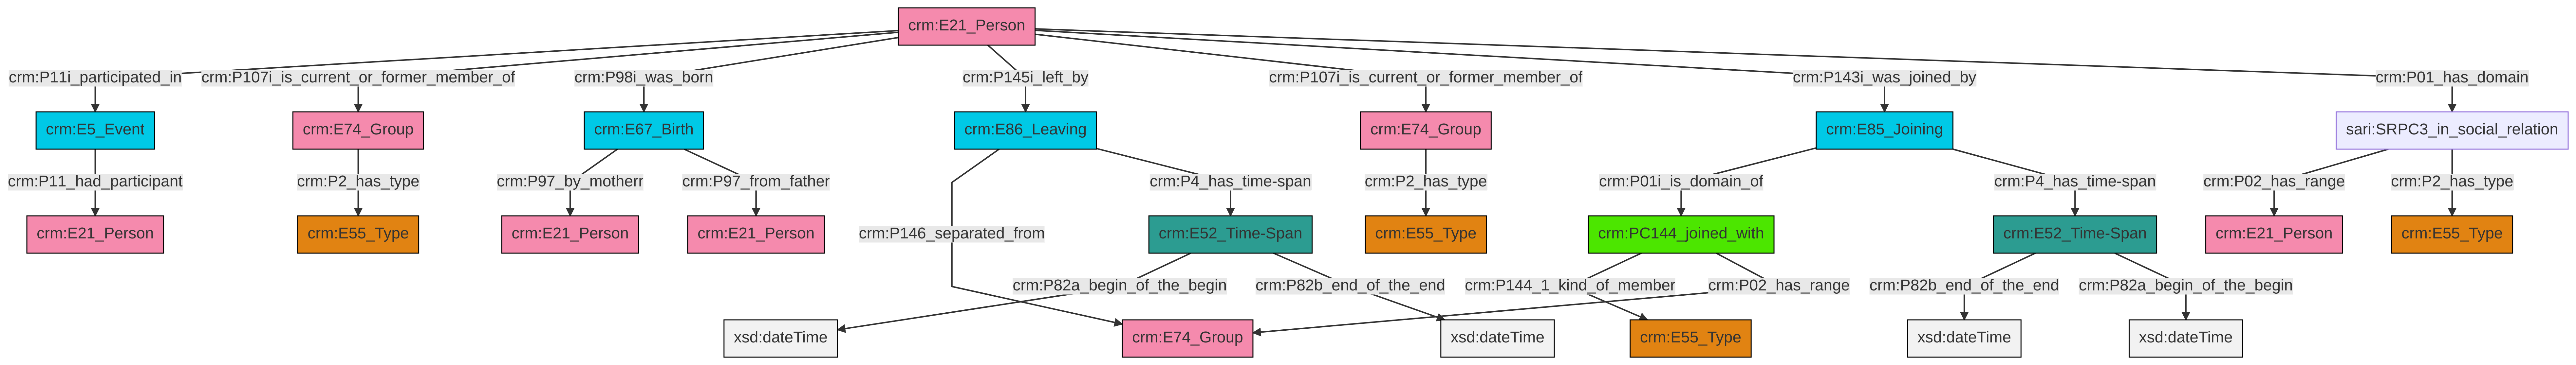 crm:E21_Person
crm:P11i_participated_in
crm:P107i_is_current_or_former_member_of
crm:P98i_was_born
crm:P145i_left_by
crm:P107i_is_current_or_former_member_of
crm:P143i_was_joined_by
crm:P01_has_domain
crm:E5_Event
crm:E74_Group
crm:E67_Birth
crm:E86_Leaving
crm:E74_Group
crm:E85_Joining
sari:SRPC3_in_social_relation
crm:P11_had_participant
crm:P2_has_type
crm:P97_by_motherr
crm:P97_from_father
crm:P4_has_time-span
crm:P2_has_type
crm:P01i_is_domain_of
crm:P4_has_time-span
crm:P02_has_range
crm:P2_has_type
crm:E21_Person
crm:E55_Type
crm:E21_Person
crm:E21_Person
crm:P146_separated_from
crm:E52_Time-Span
crm:E55_Type
crm:PC144_joined_with
crm:E52_Time-Span
crm:E21_Person
crm:E55_Type
crm:P82a_begin_of_the_begin
crm:P82b_end_of_the_end
crm:P144_1_kind_of_member
crm:P02_has_range
crm:P82b_end_of_the_end
crm:P82a_begin_of_the_begin
xsd:dateTime
crm:E74_Group
xsd:dateTime
crm:E55_Type
xsd:dateTime
xsd:dateTime